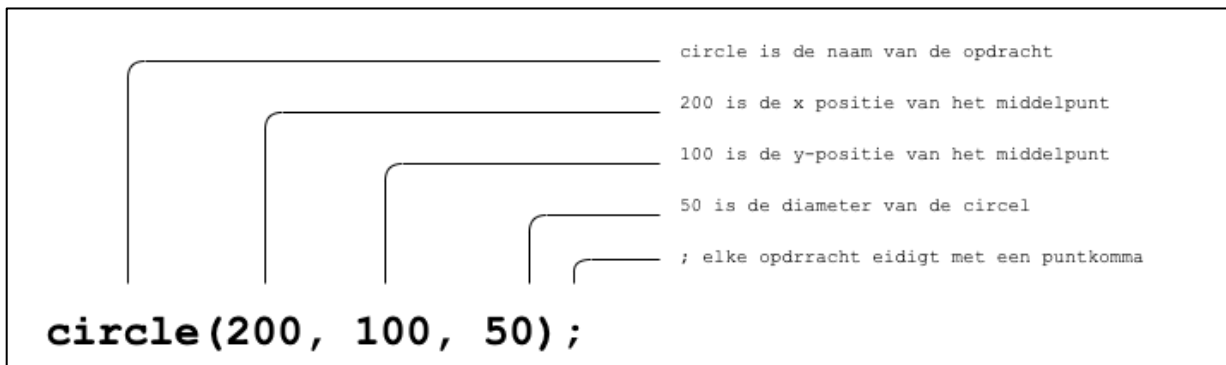 circle is de naam van de opdracht
200 is de x positie van het middelpunt
100 is de y-positie van het middelpunt
50 is de diameter van de circel
; elke opdrracht eidigt met een puntkomma
circle(200, 100, 50);